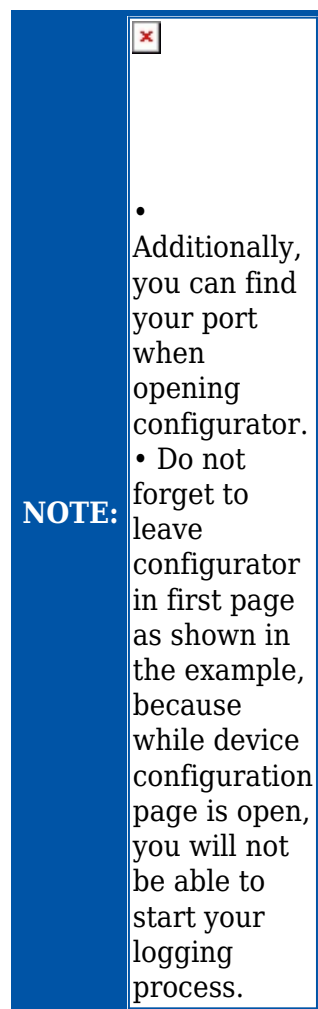 NOTE:
•
Additionally,
you can find
your port
when
opening
configurator.
• Do not
forget to
leave
configurator
in first page
as shown in
the example,
because
while device
configuration
page is open,
you will not
be able to
start your
logging
process.